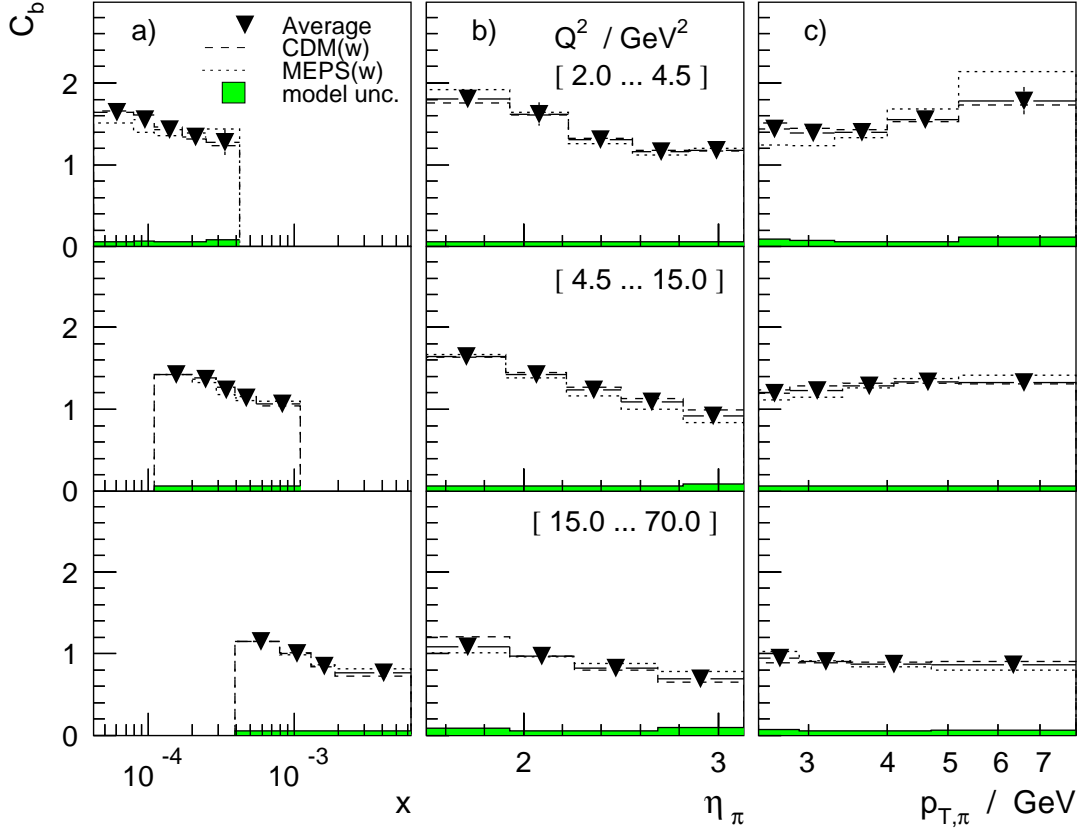 C_b
a)
Average
CDM(w)
MEPS(w)
model unc.
b)
Q^2 / GeV^2
[ 2.0 ... 4.5 ]
c)
2
1
0
[ 4.5 ... 15.0 ]
2
1
0
[ 15.0 ... 70.0 ]
2
1
0
10^-4 10^-3
2 3
3 4 5 6 7
x
η_π
p_T,π / GeV